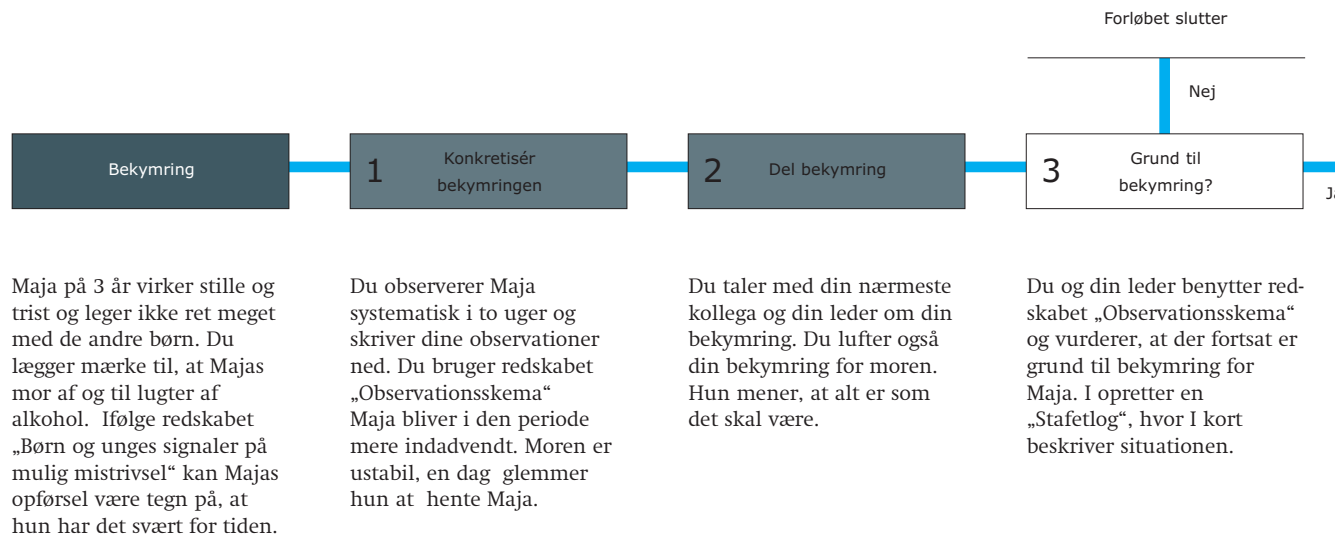 Forløbet slutter
Nej
Bekymring
1
Konkretisér
bekymringen
2
Del bekymring
3
Grund til
bekymring?
Maja på 3 år virker stille og
trist og leger ikke ret meget
med de andre børn. Du
lægger mærke til, at Majas
mor af og til lugter af
alkohol.  Ifølge redskabet
„Børn og unges signaler på
mulig mistrivsel“ kan Majas
opførsel være tegn på, at
hun har det svært for tiden.
Du observerer Maja
systematisk i to uger og
skriver dine observationer
ned. Du bruger redskabet
„Observationsskema“
Maja bliver i den periode
mere indadvendt. Moren er
ustabil, en dag  glemmer
hun at  hente Maja.
Du taler med din nærmeste
kollega og din leder om din
bekymring. Du lufter også
din bekymring for moren.
Hun mener, at alt er som
det skal være.
Du og din leder benytter red-
skabet „Observationsskema“
og vurderer, at der fortsat er
grund til bekymring for
Maja. I opretter en
„Stafetlog“, hvor I kort
beskriver situationen.